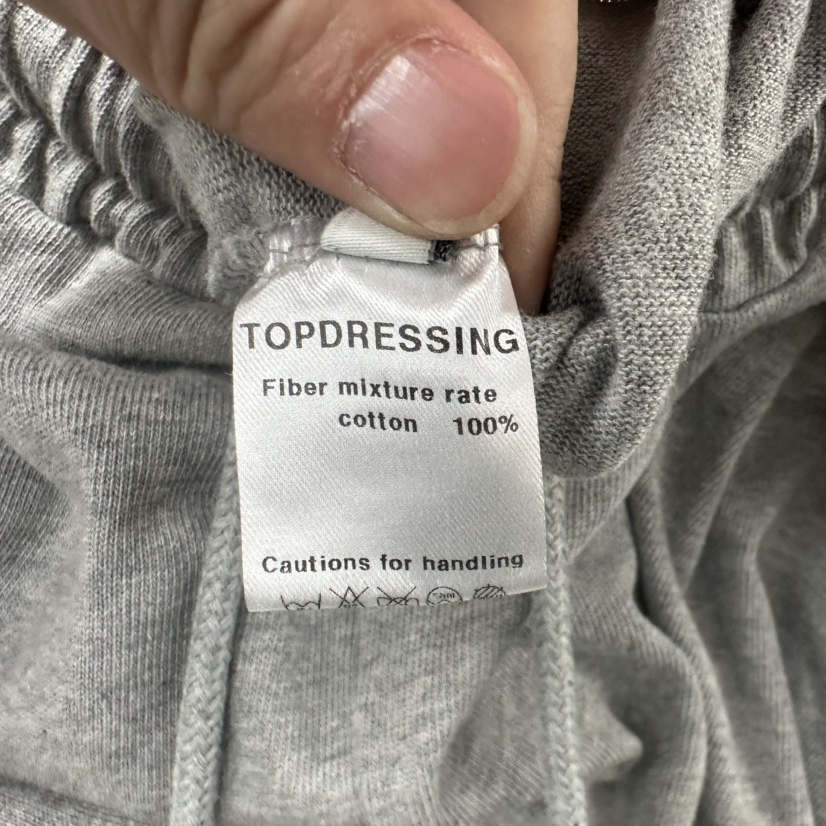 TOPDRESSING
Fiber mixture rate
cotton 100%
Cautions for handling